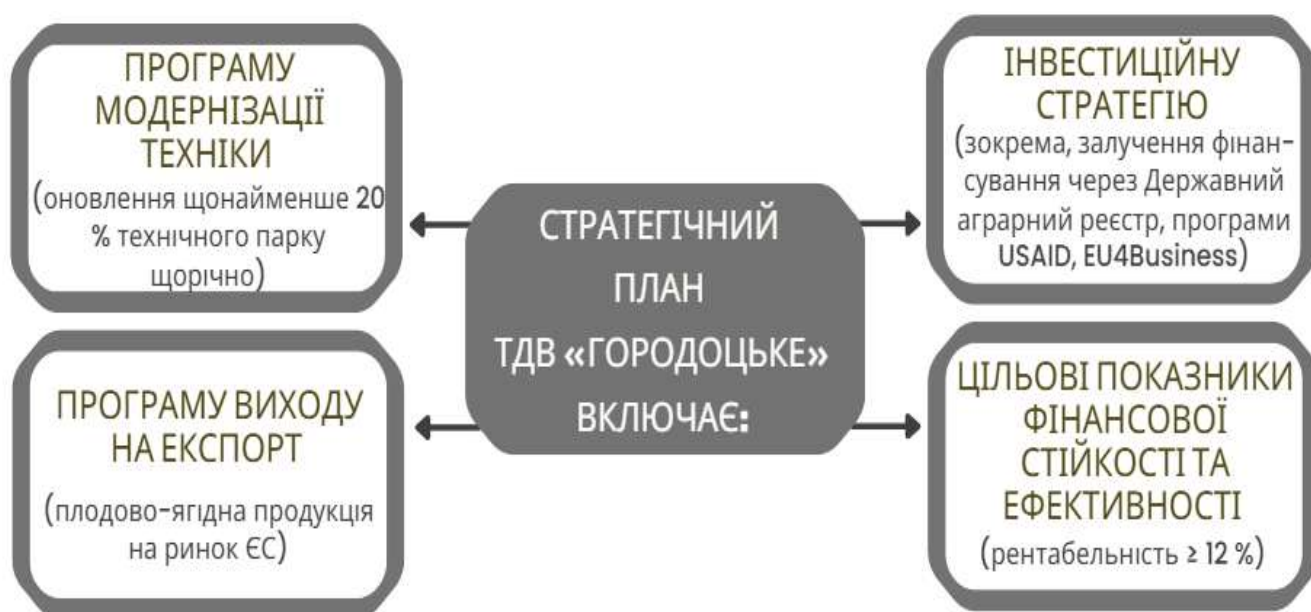 ПРОГРАМУ
МОДЕРНІЗАЦІЇ
ТЕХНІКИ
(оновлення щонайменше 20
% технічного парку
щорічно)
ІНВЕСТИЦІЙНУ
СТРАТЕГІЮ
(зокрема, залучення фінан-
сування через Державний
аграрний реєстр, програми
USAID, EU4Business)
СТРАТЕГІЧНИЙ
ПЛАН
ТДВ «ГОРОДОЦЬКЕ»
ВКЛЮЧАЄ:
ПРОГРАМУ ВИХОДУ
НА ЕКСПОРТ
(плодово-ягідна продукція
на ринок ЄС)
ЦІЛЬОВІ ПОКАЗНИКИ
ФІНАНСОВОЇ
СТІЙКОСТІ ТА
ЕФЕКТИВНОСТІ
(рентабельність ≥ 12 %)